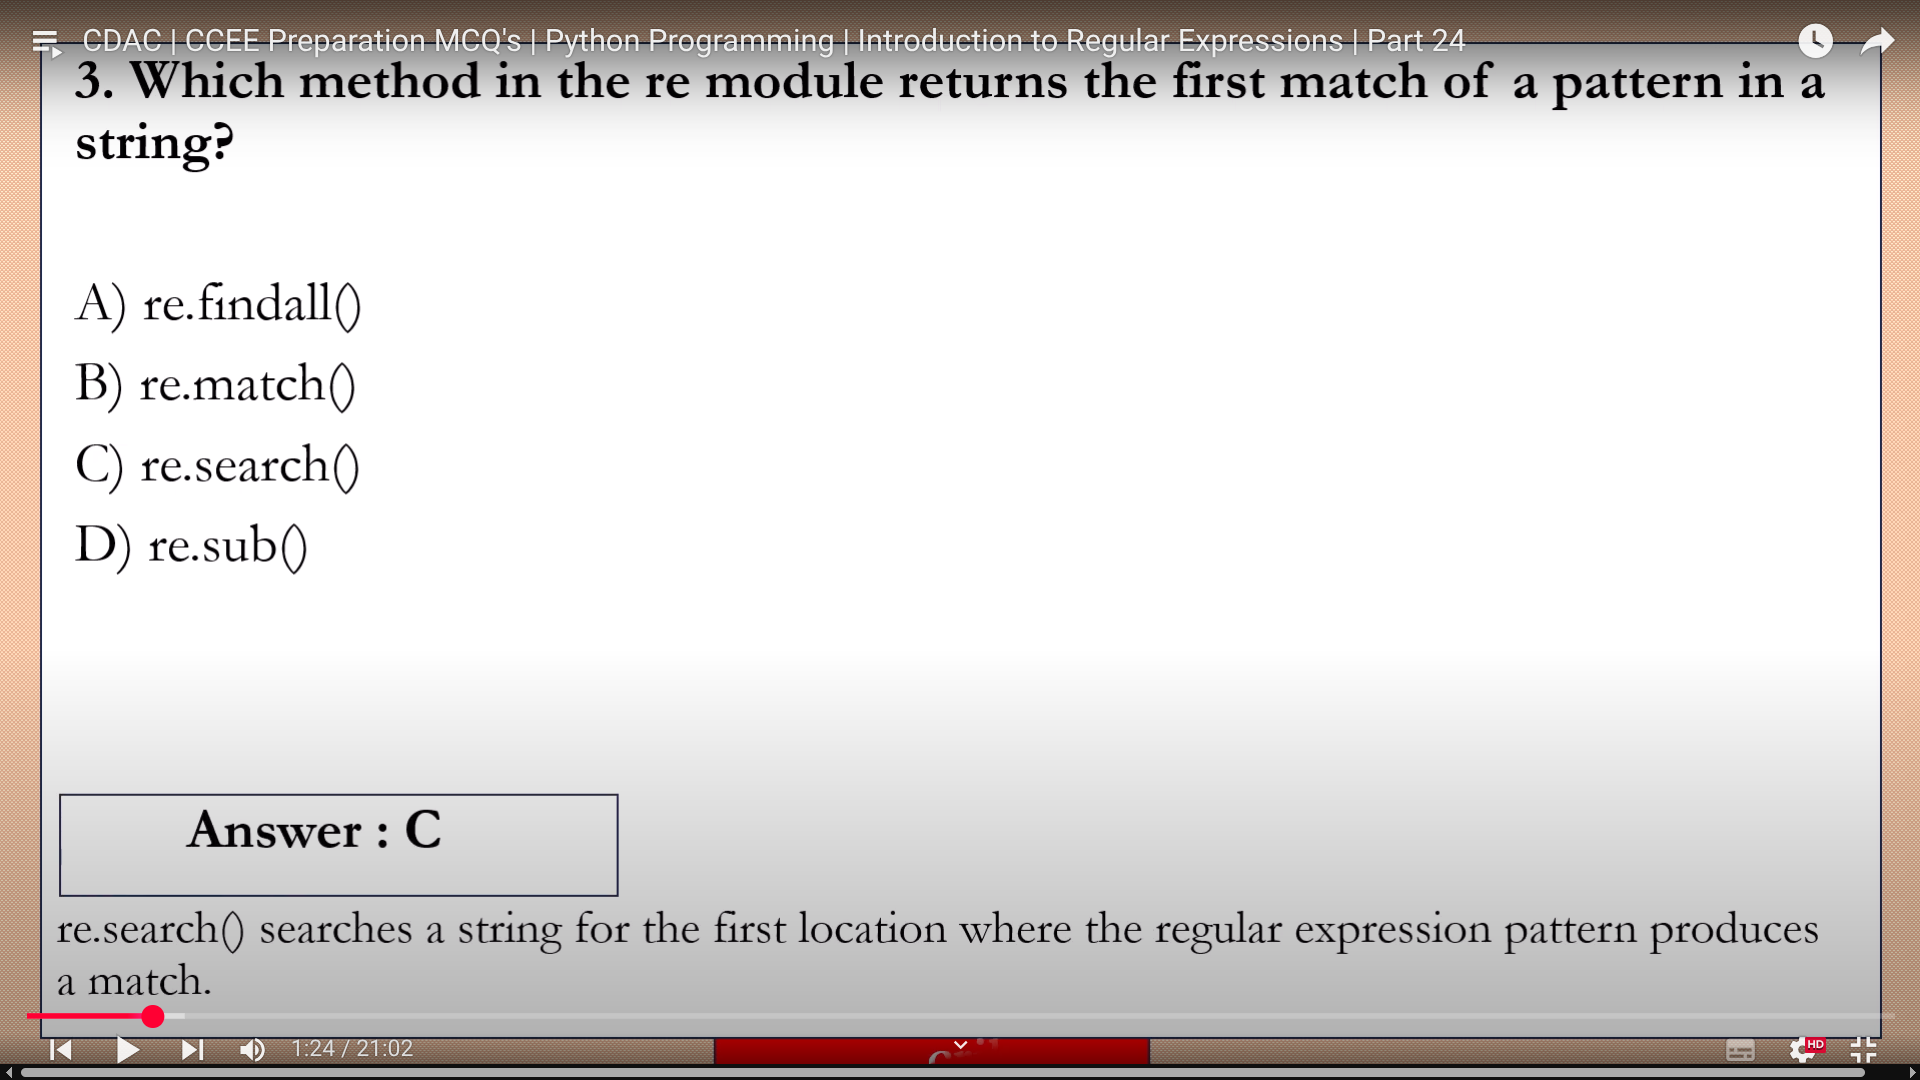 CDAC | CCEE Preparation MCQ's | Python Programming | Introduction to Regular Expressions | Part 24
3. Which method in the re module returns the first match of a pattern in a
string?
A) re.findall()
B) re.match()
C) re.search()
D) re.sub()
Answer : C
re.search() searches a string for the first location where the regular expression pattern produces
a match.
1:24 / 21:02
HD